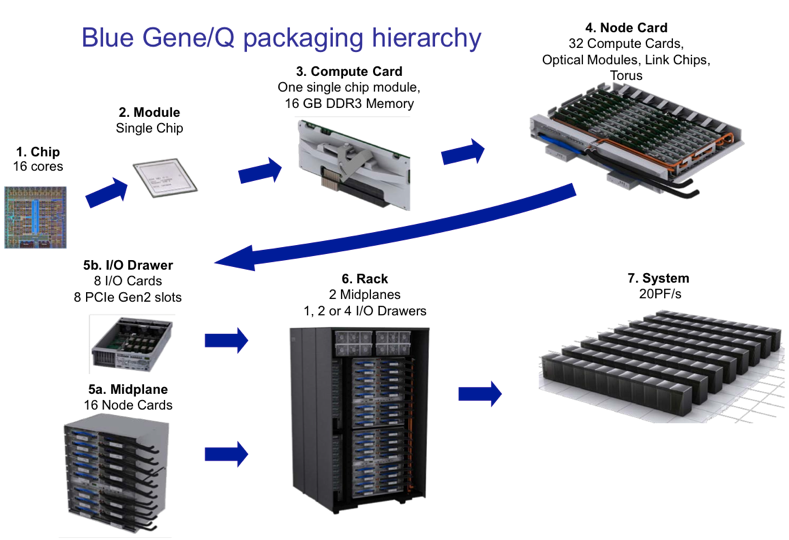 Blue Gene/Q packaging hierarchy
1. Chip
16 cores
2. Module
Single Chip
3. Compute Card
One single chip module,
16 GB DDR3 Memory
4. Node Card
32 Compute Cards,
Optical Modules, Link Chips,
Torus
5b. I/O Drawer
8 I/O Cards
8 PCIe Gen2 slots
5a. Midplane
16 Node Cards
6. Rack
2 Midplanes
1, 2 or 4 I/O Drawers
7. System
20PF/s